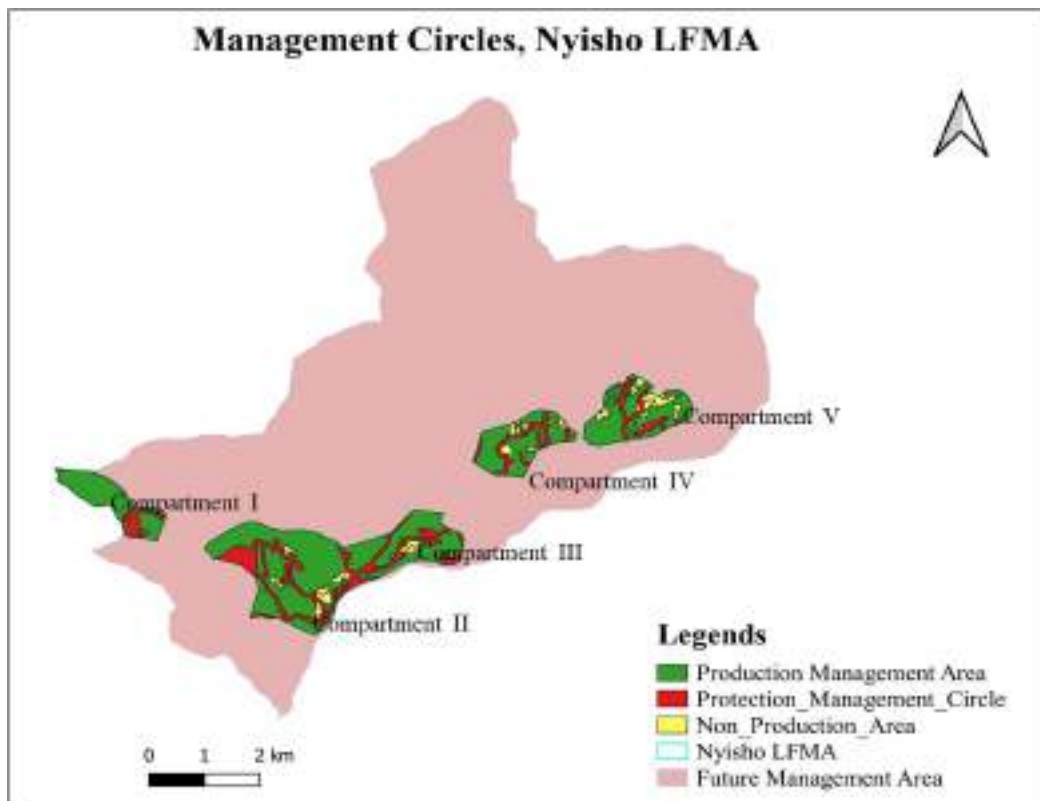 Management Circles, Nyisho LFMA
Compartment V
Compartment IV
Compartment I
Compartment III
Compartment II
Legends
Production Management Area
Protection_Management_Circle
Non_Production_Area
Nyisho LFMA
Future Management Area
0 1 2 km